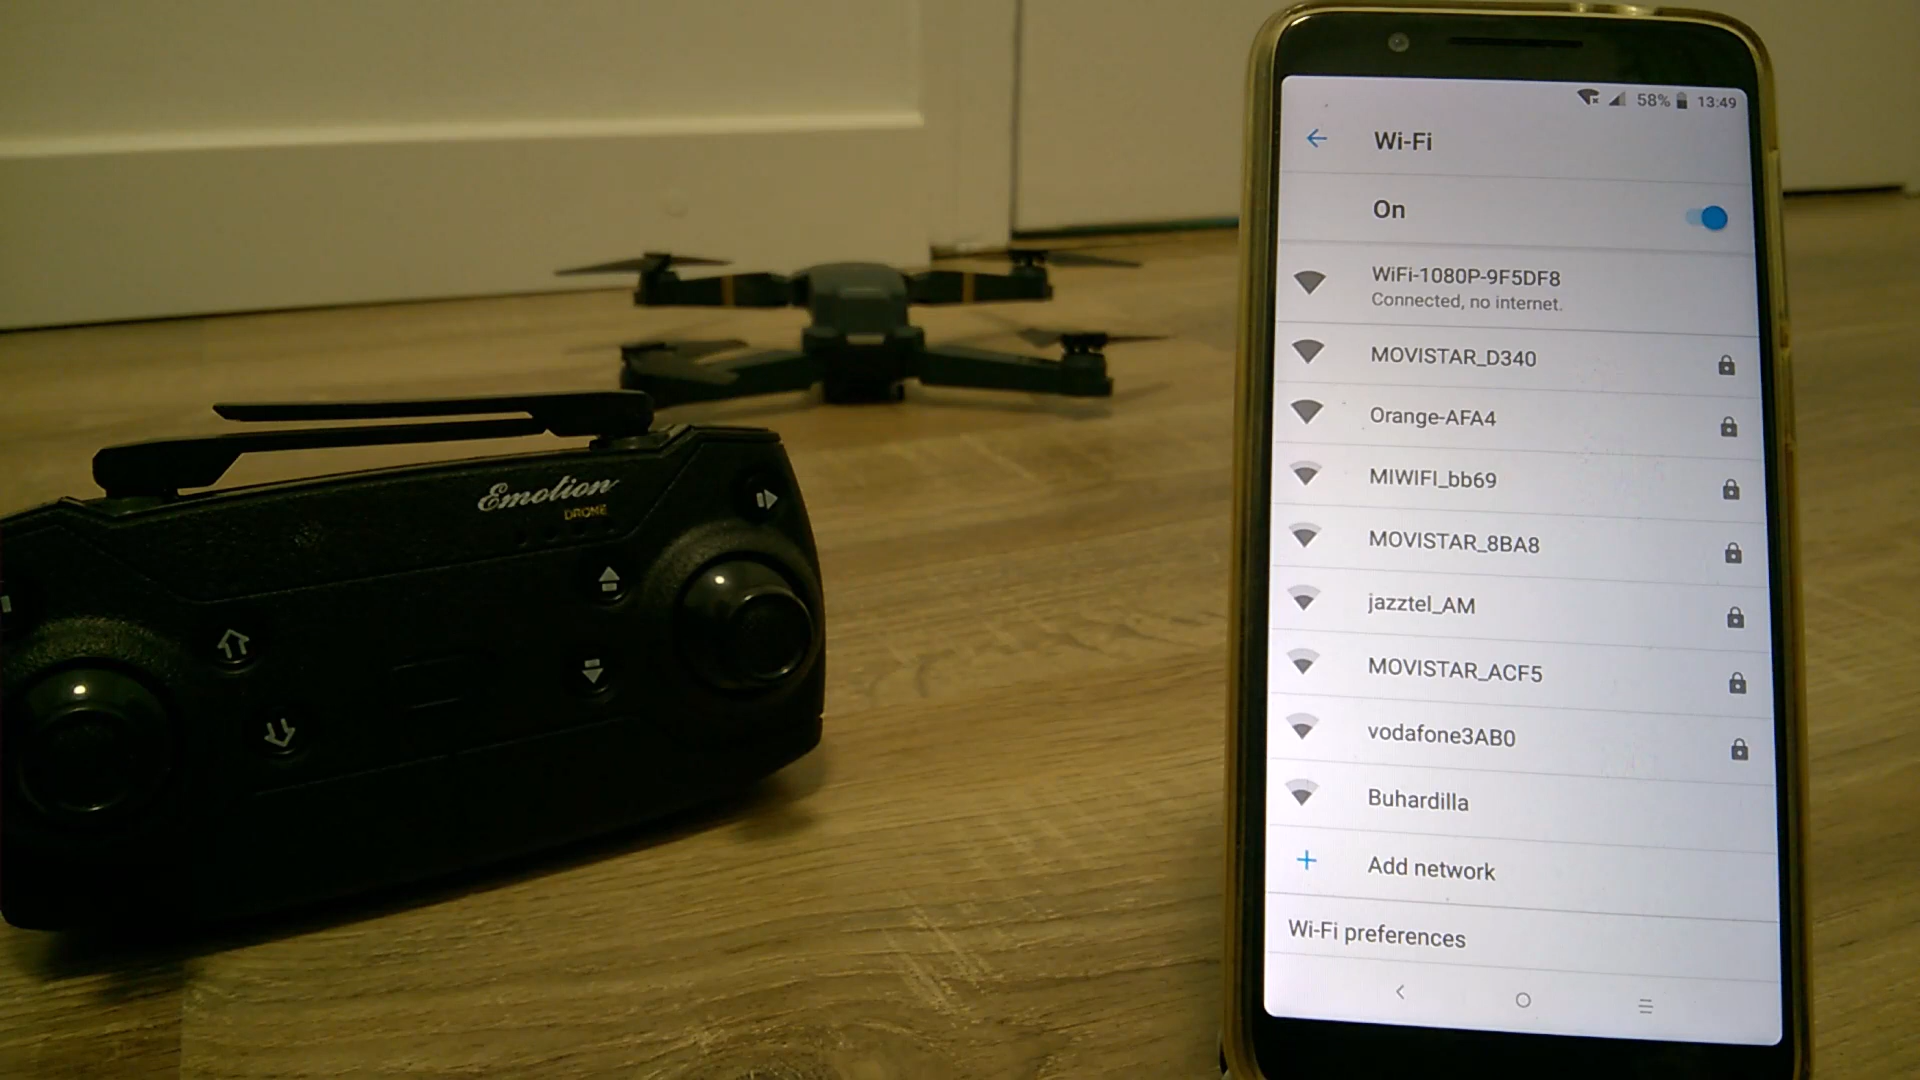 Emotion
DRONE
58% 13:49
Wi-Fi
On
WiFi-1080P-9F5DF8
Connected, no internet.
MOVISTAR_D340
Orange-AFA4
MIWIFI_bb69
MOVISTAR_8BA8
jazztel_AM
MOVISTAR_ACF5
vodafone3AB0
Buhardilla
Add network
Wi-Fi preferences